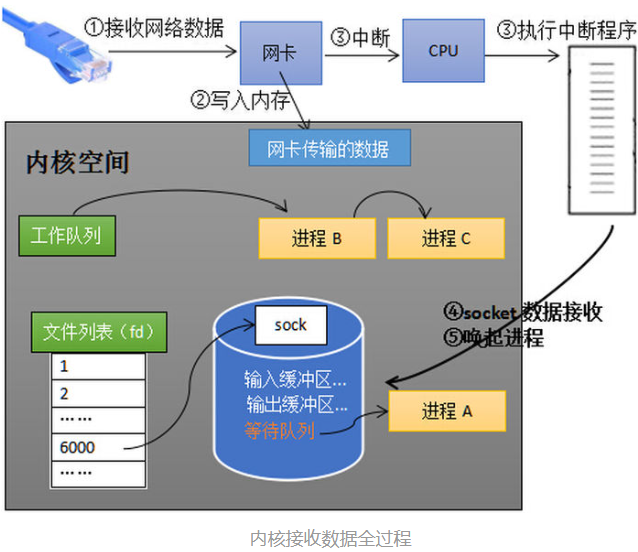 ①接收网络数据
网卡
③中断
CPU
③执行中断程序
②写入内存
网卡传输的数据
内核空间
工作队列
进程 B
进程 C
④socket 数据接收
⑤唤起进程
文件列表（fd）
1
2
……
6000
……
sock
输入缓冲区...
输出缓冲区...
等待队列
进程 A
内核接收数据全过程